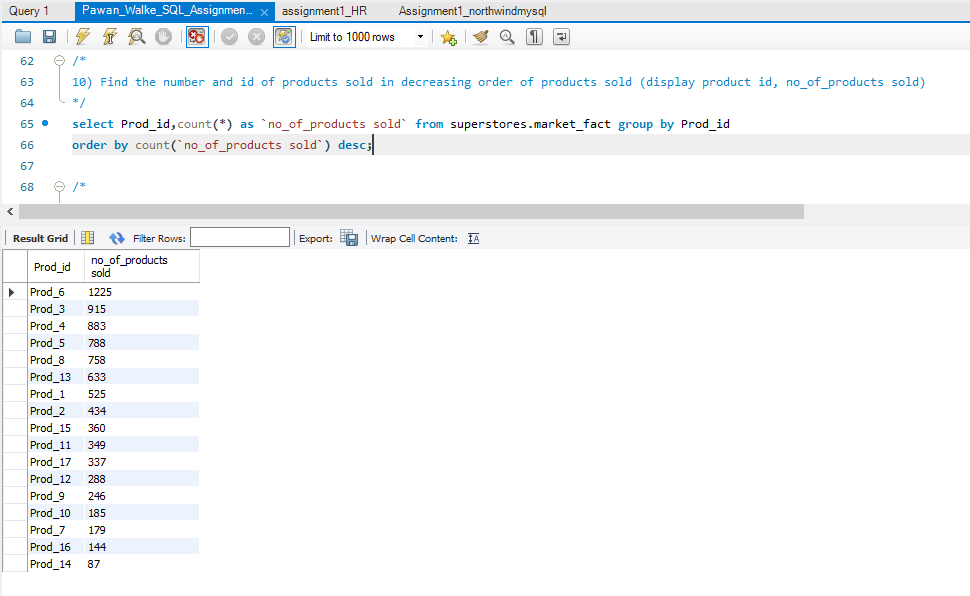 Query 1 Pawan_Walke_SQL_Assignmen... assignment1_HR Assignment1_northwindmysql
Limit to 1000 rows
62 /*
63 10) Find the number and id of products sold in decreasing order of products sold (display product id, no_of_products sold)
64 */
65 select Prod_id,count(*) as `no_of_products sold` from superstores.market_fact group by Prod_id
66 order by count(`no_of_products sold`) desc;
67
68 /*
Result Grid Filter Rows: Export: Wrap Cell Content:
Prod_id no_of_products
sold
Prod_6 1225
Prod_3 915
Prod_4 883
Prod_5 788
Prod_8 758
Prod_13 633
Prod_1 525
Prod_2 434
Prod_15 360
Prod_11 349
Prod_17 337
Prod_12 288
Prod_9 246
Prod_10 185
Prod_7 179
Prod_16 144
Prod_14 87